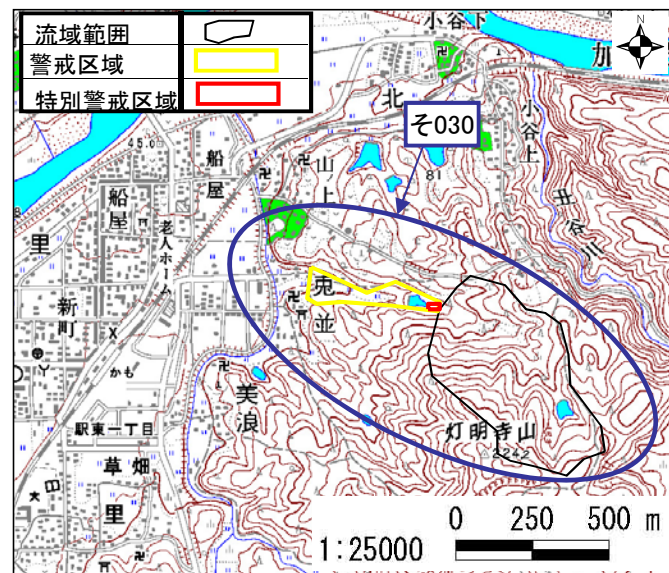 流域範囲
警戒区域
特別警戒区域
N
小谷下
加
北
そ030
小谷上
山上
81
45.0
船屋
船屋
老人ホーム
里
新町
兎並
かも
美浪
駅東一丁目
草畑
里
灯明寺山
224.2
1:25000
0 250 500 m